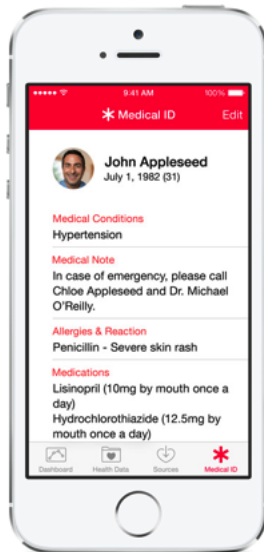 9:41 AM
100%
Medical ID
Edit
John Appleseed
July 1, 1982 (31)
Medical Conditions
Hypertension
Medical Note
In case of emergency, please call
Chloe Appleseed and Dr. Michael
O'Reilly.
Allergies & Reaction
Penicillin - Severe skin rash
Medications
Lisinopril (10mg by mouth once a
day)
Hydrochlorothiazide (12.5mg by
mouth once a day)
Dashboard
Health Data
Sources
Medical ID